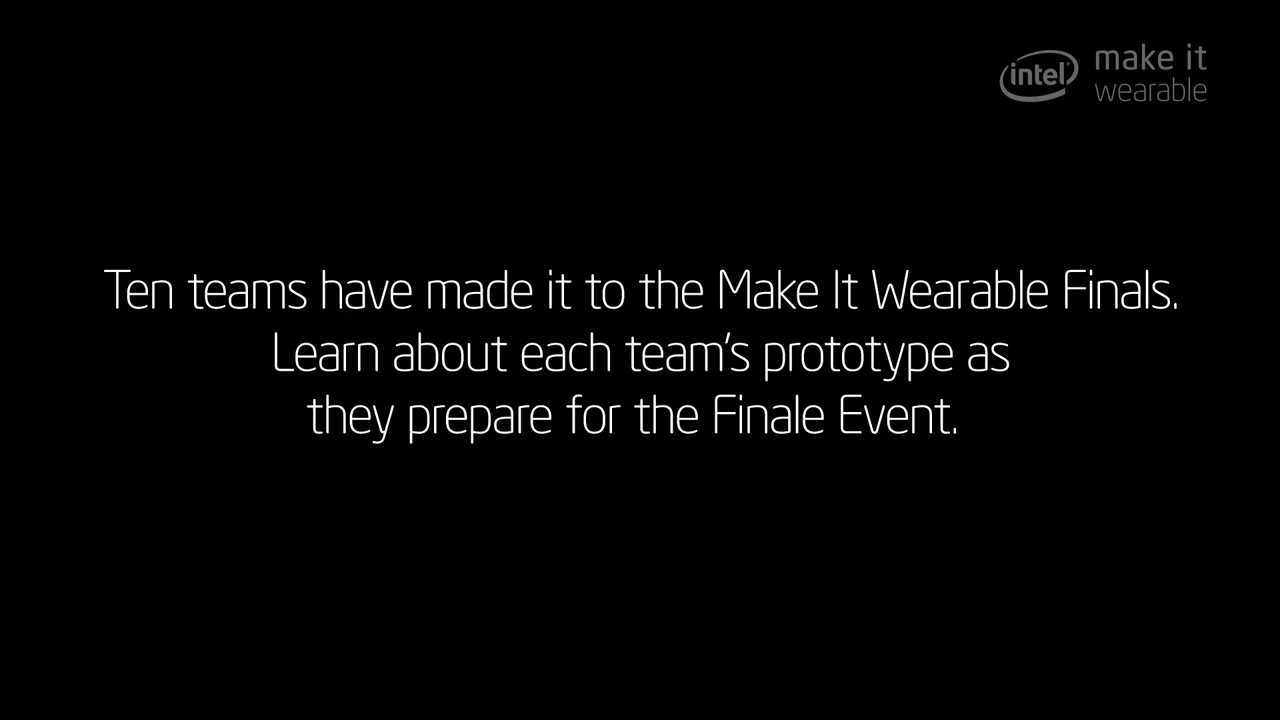 intel
make it
wearable
Ten teams have made it to the Make It Wearable Finals.
Learn about each team's prototype as
they prepare for the Finale Event.